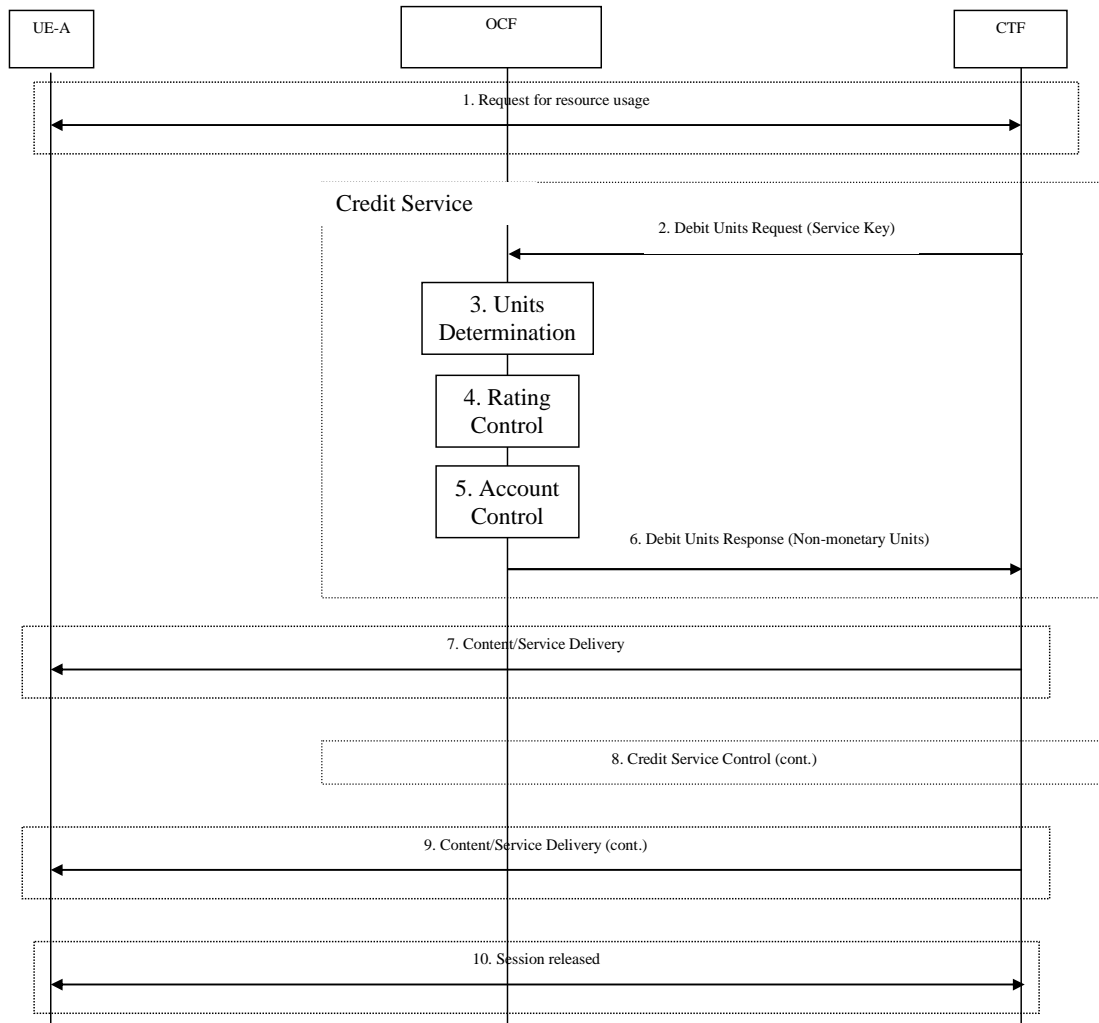 UE-A
OCF
CTF
1. Request for resource usage
Credit Service
2. Debit Units Request (Service Key)
3. Units
Determination
4. Rating
Control
5. Account
Control
6. Debit Units Response (Non-monetary Units)
7. Content/Service Delivery
8. Credit Service Control (cont.)
9. Content/Service Delivery (cont.)
10. Session released